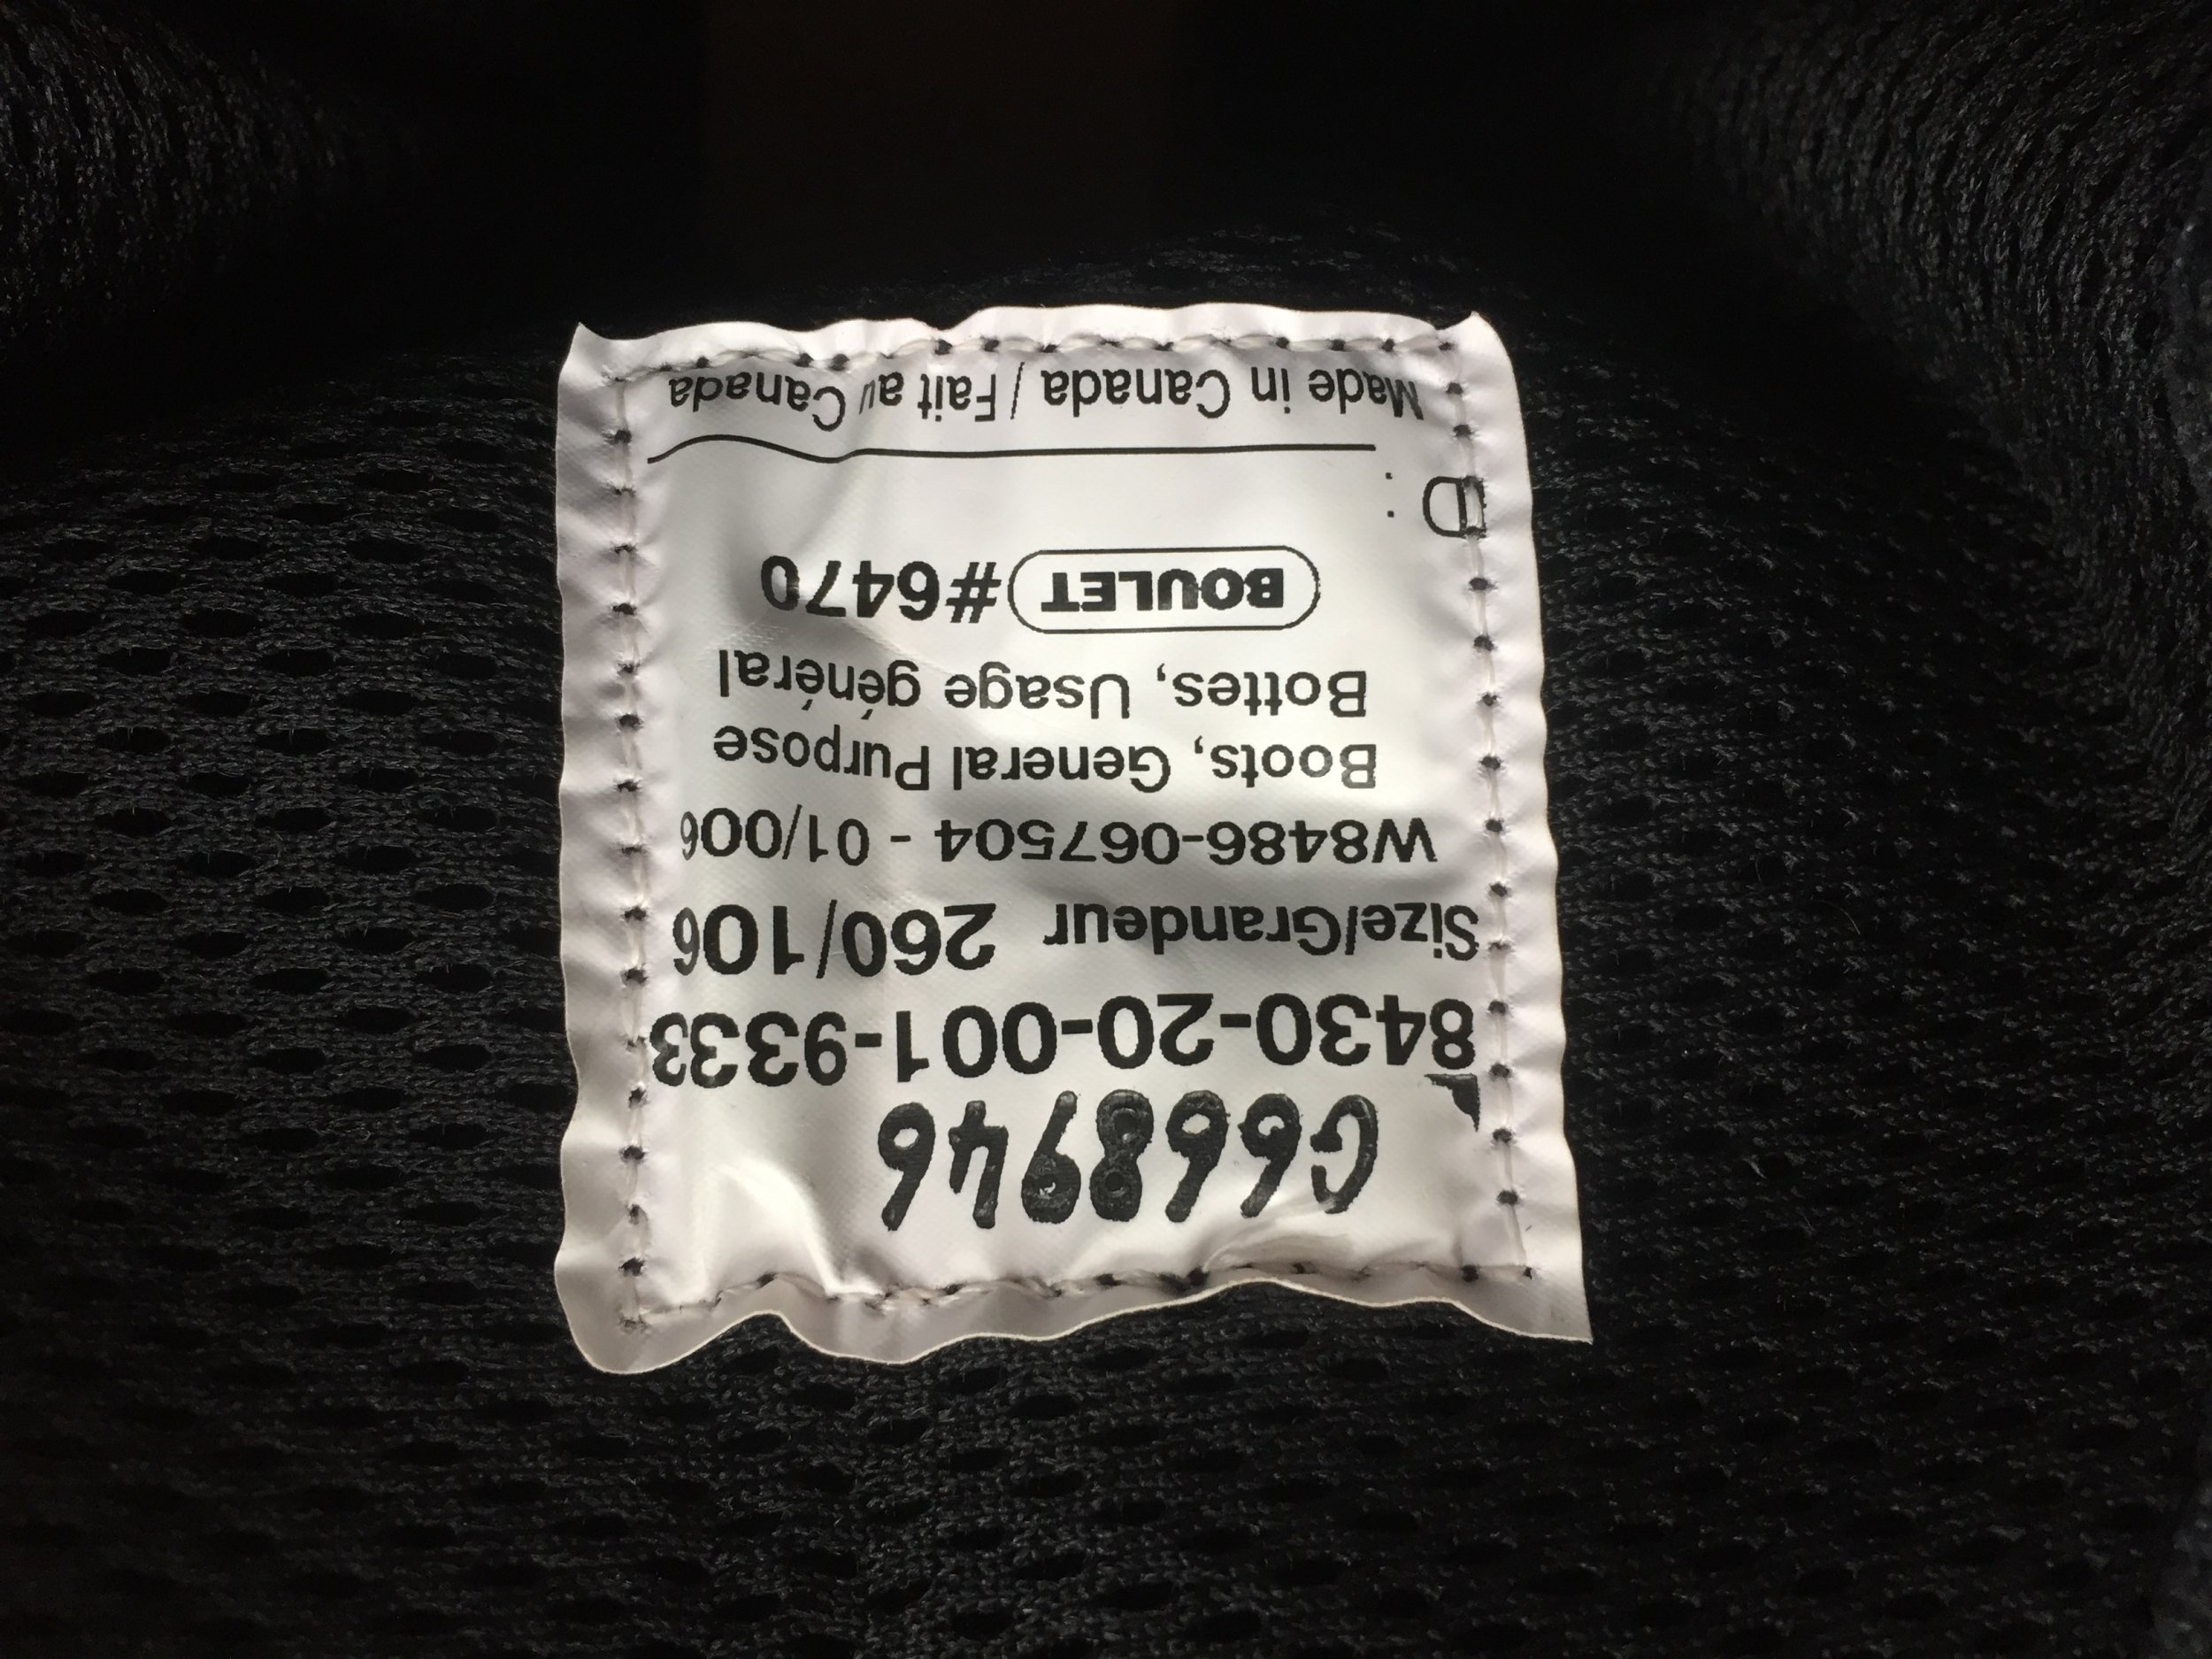 G668946
8430-20-001-9333
Size/Grandeur 260/106
W8486-067504 - 01/006
Boots, General Purpose
Bottes, Usage général
BOULET #6470
ID :
Made in Canada / Fait au Canada